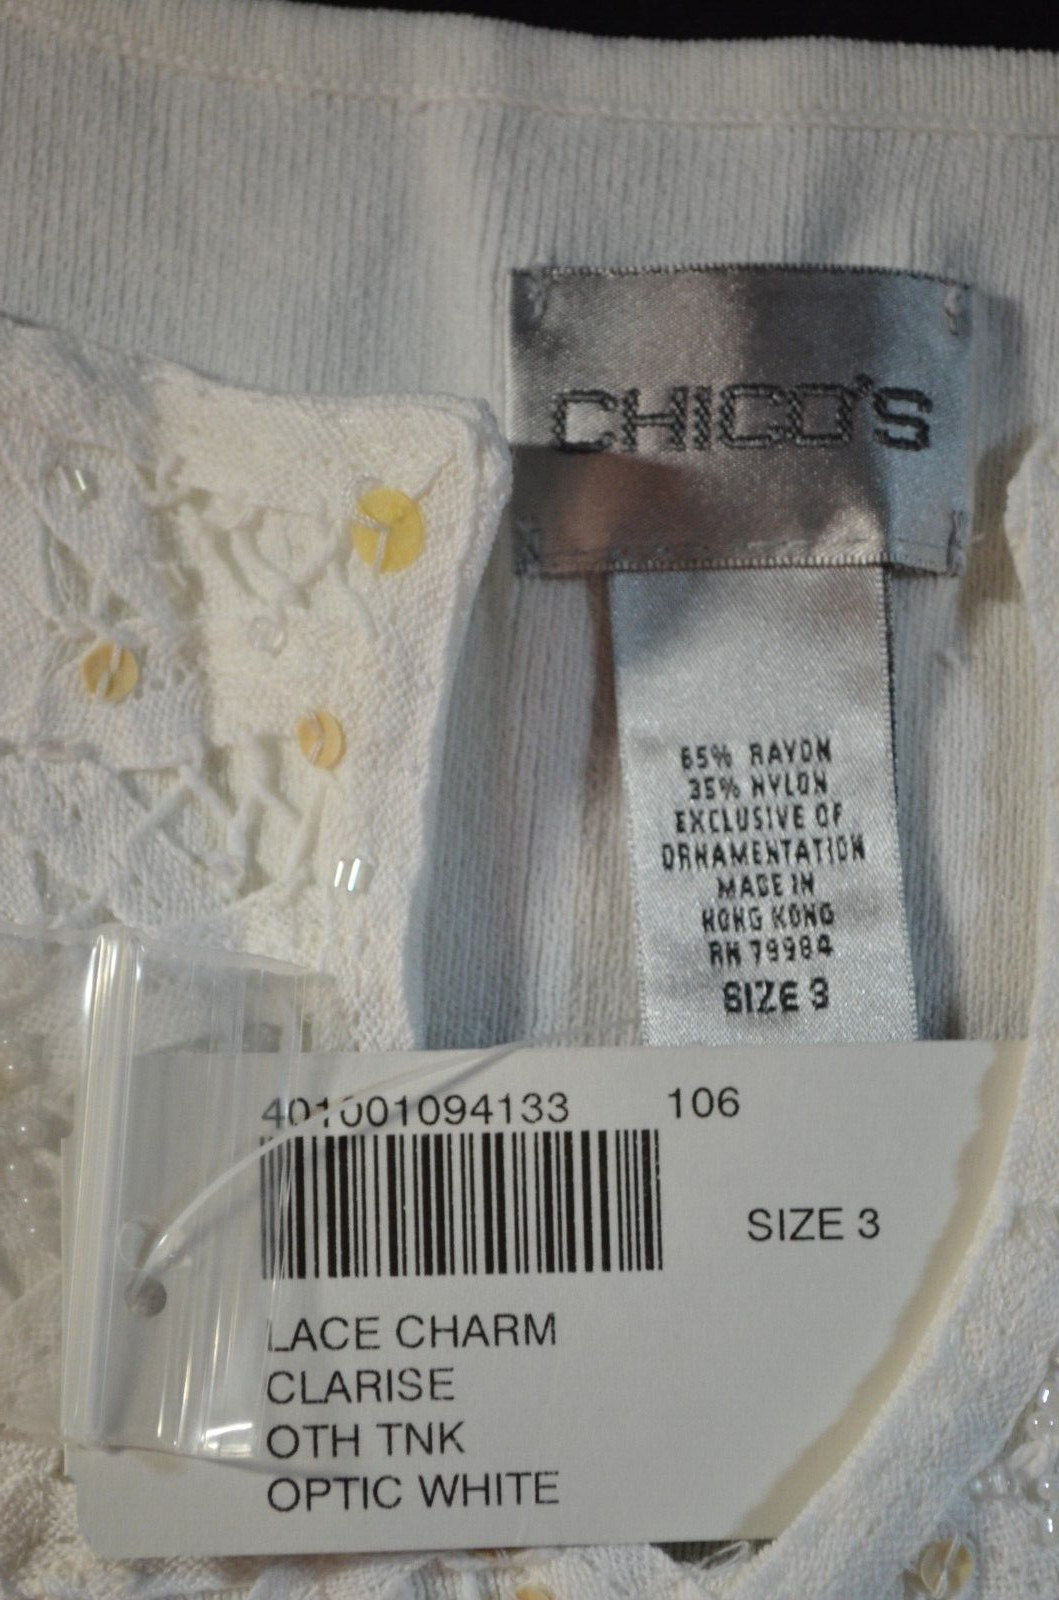 CHICO'S
65% RAYON
35% NYLON
EXCLUSIVE OF
ORNAMENTATION
MADE IN
HONG KONG
RN 79984
SIZE 3
401001094133 106
SIZE 3
LACE CHARM
CLARISE
OTH TNK
OPTIC WHITE